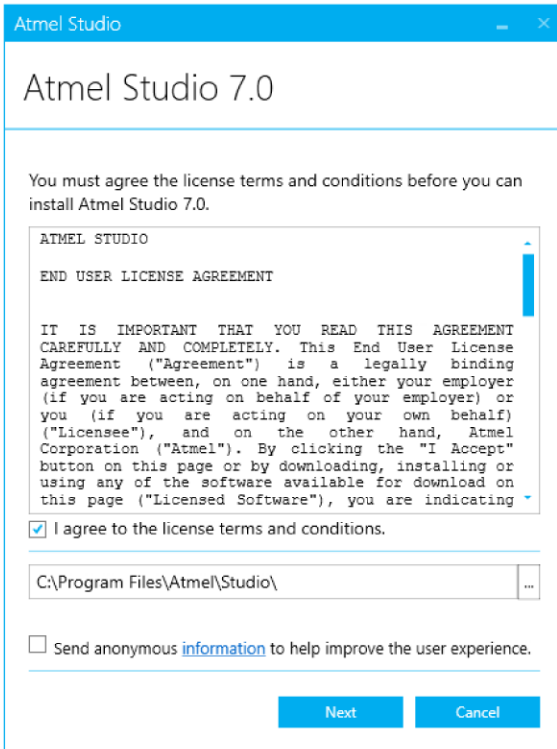 Atmel Studio
Atmel Studio 7.0
You must agree the license terms and conditions before you can
install Atmel Studio 7.0.
ATMEL STUDIO
END USER LICENSE AGREEMENT
IT IS IMPORTANT THAT YOU READ THIS AGREEMENT
CAREFULLY AND COMPLETELY. This End User License
Agreement ("Agreement") is a legally binding
agreement between, on one hand, either your employer
(if you are acting on behalf of your employer) or
you (if you are acting on your own behalf)
("Licensee"), and on the other hand, Atmel
Corporation ("Atmel"). By clicking the "I Accept"
button on this page or by downloading, installing or
using any of the software available for download on
this page ("Licensed Software"), you are indicating
I agree to the license terms and conditions.
C:\Program Files\Atmel\Studio\
...
Send anonymous information to help improve the user experience.
Next Cancel